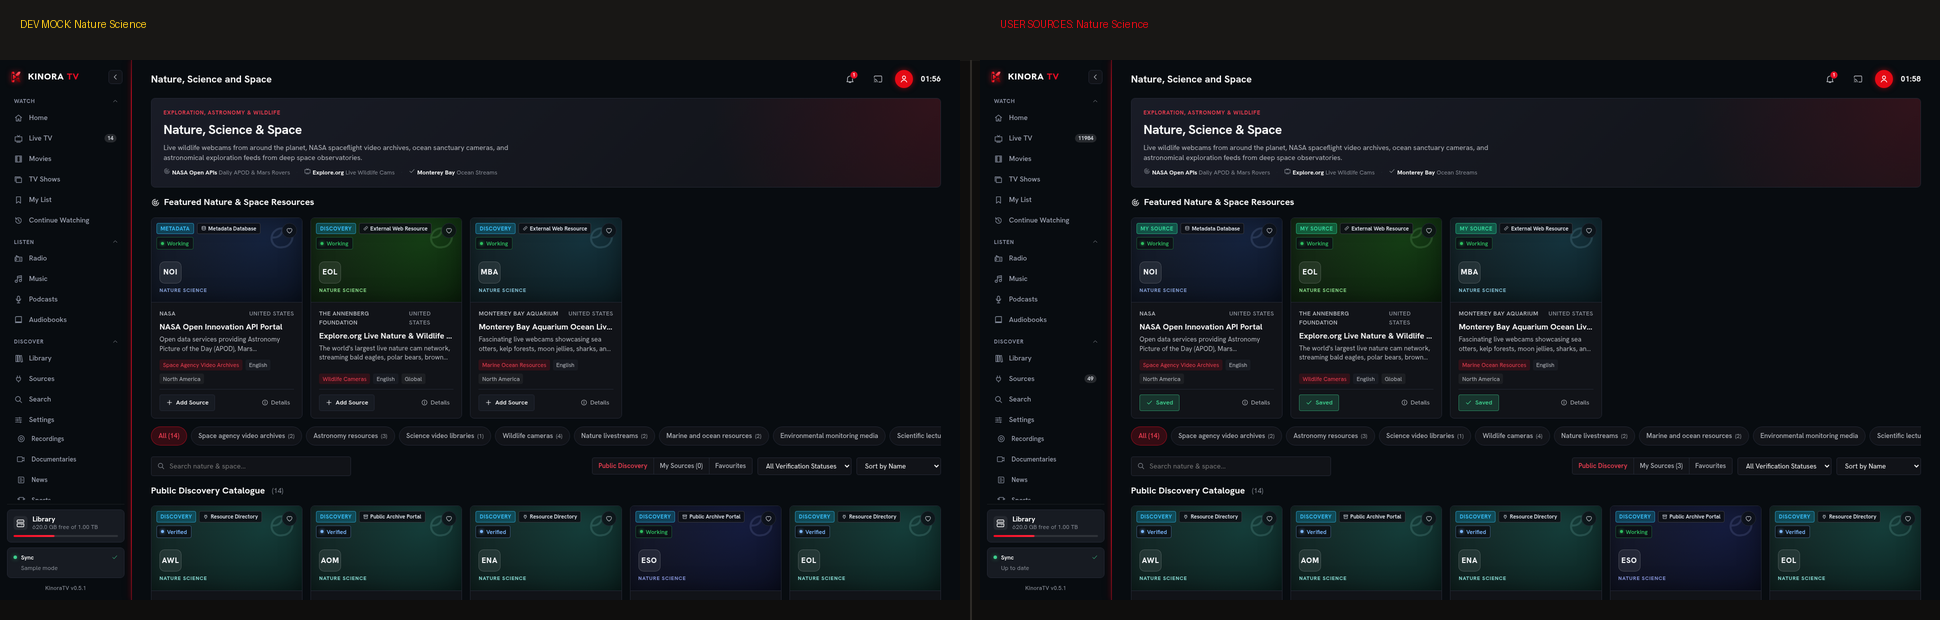 DEV MOCK: Nature Science
KINORA TV
WATCH
Home
Live TV 14
Movies
TV Shows
My List
Continue Watching
LISTEN
Radio
Music
Podcasts
Audiobooks
DISCOVER
Library
Sources
Search
Settings
Recordings
Documentaries
News
Sports
Library
620.0 GB free of 1.00 TB
Sync
Sample mode
KinoraTV v0.5.1
Nature, Science and Space
1
01:56
EXPLORATION, ASTRONOMY & WILDLIFE
Nature, Science & Space
Live wildlife webcams from around the planet, NASA spaceflight video archives, ocean sanctuary cameras, and
astronomical exploration feeds from deep space observatories.
NASA Open APIs Daily APOD & Mars Rovers Explore.org Live Wildlife Cams Monterey Bay Ocean Streams
Featured Nature & Space Resources
METADATA Metadata Database
Working
NOI
NATURE SCIENCE
NASA UNITED STATES
NASA Open Innovation API Portal
Open data services providing Astronomy
Picture of the Day (APOD), Mars...
Space Agency Video Archives English
North America
+ Add Source Details
DISCOVERY External Web Resource
Working
EOL
NATURE SCIENCE
THE ANNENBERG
FOUNDATION
UNITED
STATES
Explore.org Live Nature & Wildlife ...
The world's largest live nature cam network,
streaming bald eagles, polar bears, brown...
Wildlife Cameras English Global
+ Add Source Details
DISCOVERY External Web Resource
Working
MBA
NATURE SCIENCE
MONTEREY BAY AQUARIUM UNITED STATES
Monterey Bay Aquarium Ocean Liv...
Fascinating live webcams showcasing sea
otters, kelp forests, moon jellies, sharks, an...
Marine Ocean Resources English
North America
+ Add Source Details
All (14) Space agency video archives (2) Astronomy resources (3) Science video libraries (1) Wildlife cameras (4) Nature livestreams (2) Marine and ocean resources (2) Environmental monitoring media Scientific lectu
Search nature & space...
Public Discovery My Sources (0) Favourites All Verification Statuses Sort by Name
Public Discovery Catalogue (14)
DISCOVERY Resource Directory
Verified
AWL
NATURE SCIENCE
DISCOVERY Public Archive Portal
Verified
AOM
NATURE SCIENCE
DISCOVERY Resource Directory
Verified
ENA
NATURE SCIENCE
DISCOVERY Public Archive Portal
Working
ESO
NATURE SCIENCE
DISCOVERY Resource Directory
Verified
EOL
NATURE SCIENCE
USER SOURCES: Nature Science
KINORA TV
WATCH
Home
Live TV 11984
Movies
TV Shows
My List
Continue Watching
LISTEN
Radio
Music
Podcasts
Audiobooks
DISCOVER
Library
Sources 49
Search
Settings
Recordings
Documentaries
News
Sports
Library
620.0 GB free of 1.00 TB
Sync
Up to date
KinoraTV v0.5.1
Nature, Science and Space
1
01:58
EXPLORATION, ASTRONOMY & WILDLIFE
Nature, Science & Space
Live wildlife webcams from around the planet, NASA spaceflight video archives, ocean sanctuary cameras, and
astronomical exploration feeds from deep space observatories.
NASA Open APIs Daily APOD & Mars Rovers Explore.org Live Wildlife Cams Monterey Bay Ocean Streams
Featured Nature & Space Resources
MY SOURCE Metadata Database
Working
NOI
NATURE SCIENCE
NASA UNITED STATES
NASA Open Innovation API Portal
Open data services providing Astronomy
Picture of the Day (APOD), Mars...
Space Agency Video Archives English
North America
Saved Details
MY SOURCE External Web Resource
Working
EOL
NATURE SCIENCE
THE ANNENBERG
FOUNDATION
UNITED
STATES
Explore.org Live Nature & Wildlife ...
The world's largest live nature cam network,
streaming bald eagles, polar bears, brown...
Wildlife Cameras English Global
Saved Details
MY SOURCE External Web Resource
Working
MBA
NATURE SCIENCE
MONTEREY BAY AQUARIUM UNITED STATES
Monterey Bay Aquarium Ocean Liv...
Fascinating live webcams showcasing sea
otters, kelp forests, moon jellies, sharks, an...
Marine Ocean Resources English
North America
Saved Details
All (14) Space agency video archives (2) Astronomy resources (3) Science video libraries (1) Wildlife cameras (4) Nature livestreams (2) Marine and ocean resources (2) Environmental monitoring media Scientific lectu
Search nature & space...
Public Discovery My Sources (3) Favourites All Verification Statuses Sort by Name
Public Discovery Catalogue (14)
DISCOVERY Resource Directory
Verified
AWL
NATURE SCIENCE
DISCOVERY Public Archive Portal
Verified
AOM
NATURE SCIENCE
DISCOVERY Resource Directory
Verified
ENA
NATURE SCIENCE
DISCOVERY Public Archive Portal
Working
ESO
NATURE SCIENCE
DISCOVERY Resource Directory
Verified
EOL
NATURE SCIENCE